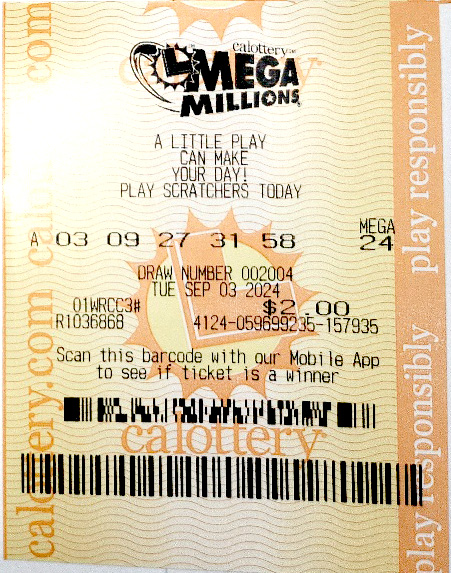 calottery
MEGA
MILLIONS
A LITTLE PLAY
CAN MAKE
YOUR DAY!
PLAY SCRATCHERS TODAY
MEGA
A 03 09 27 31 58 24
DRAW NUMBER 002004
TUE SEP 03 2024
01WRCC3# $2.00
R1036868 4124-059699235-157935
Scan this barcode with our Mobile App
to see if ticket is a winner
calottery
calottery.com calottery.com
play responsibly play responsibly